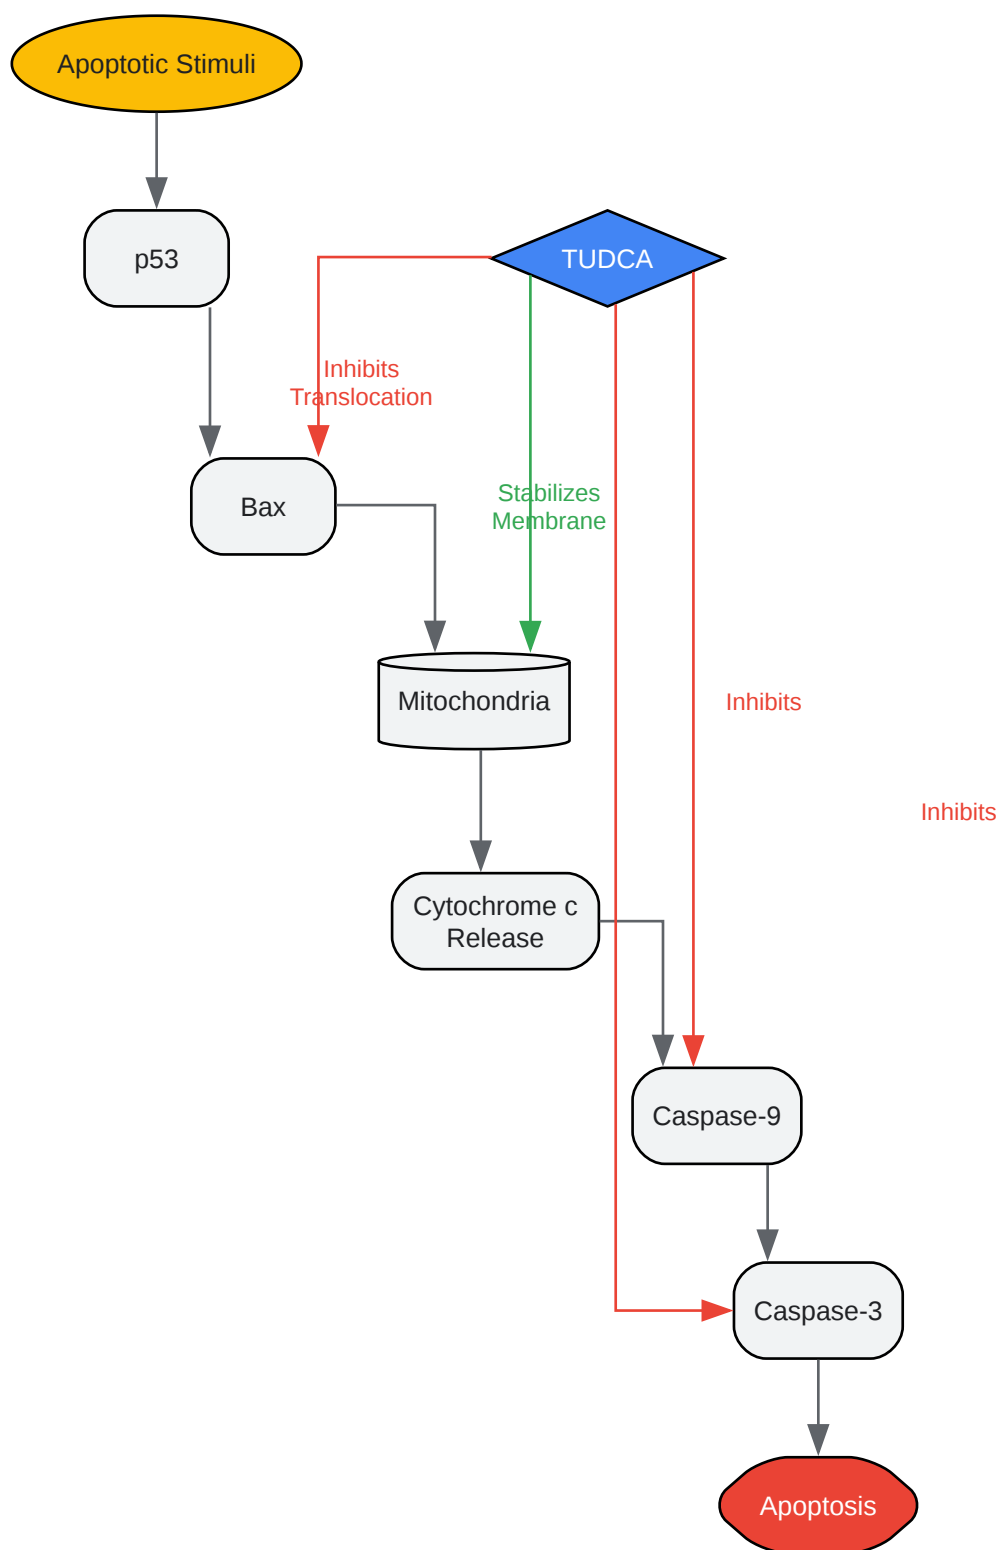 Apoptotic Stimuli
p53
TUDCA
Inhibits
Translocation
Bax
Stabilizes
Membrane
Mitochondria
Inhibits
Inhibits
Cytochrome c
Release
Caspase-9
Caspase-3
Apoptosis